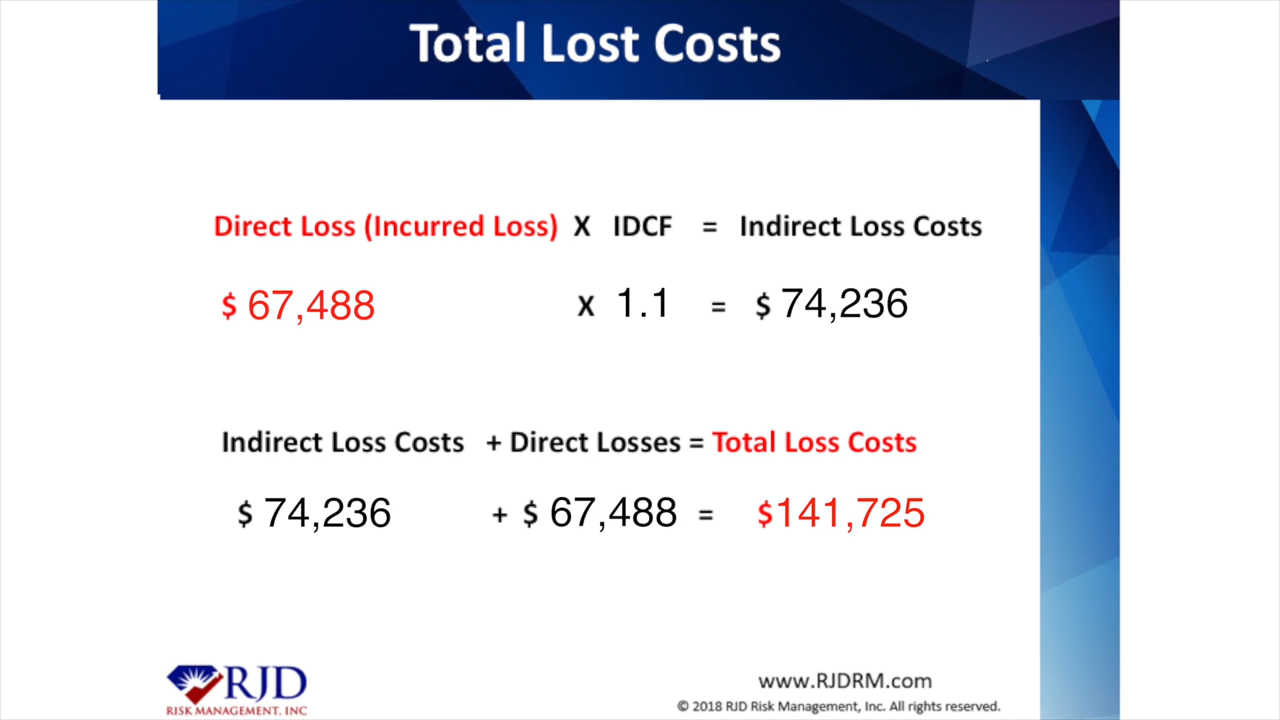 Total Lost Costs
Direct Loss (Incurred Loss) X IDCF = Indirect Loss Costs
$ 67,488 X 1.1 = $ 74,236
Indirect Loss Costs + Direct Losses = Total Loss Costs
$ 74,236 + $ 67,488 = $141,725
RJD
RISK MANAGEMENT, INC
www.RJDRM.com
© 2018 RJD Risk Management, Inc. All rights reserved.